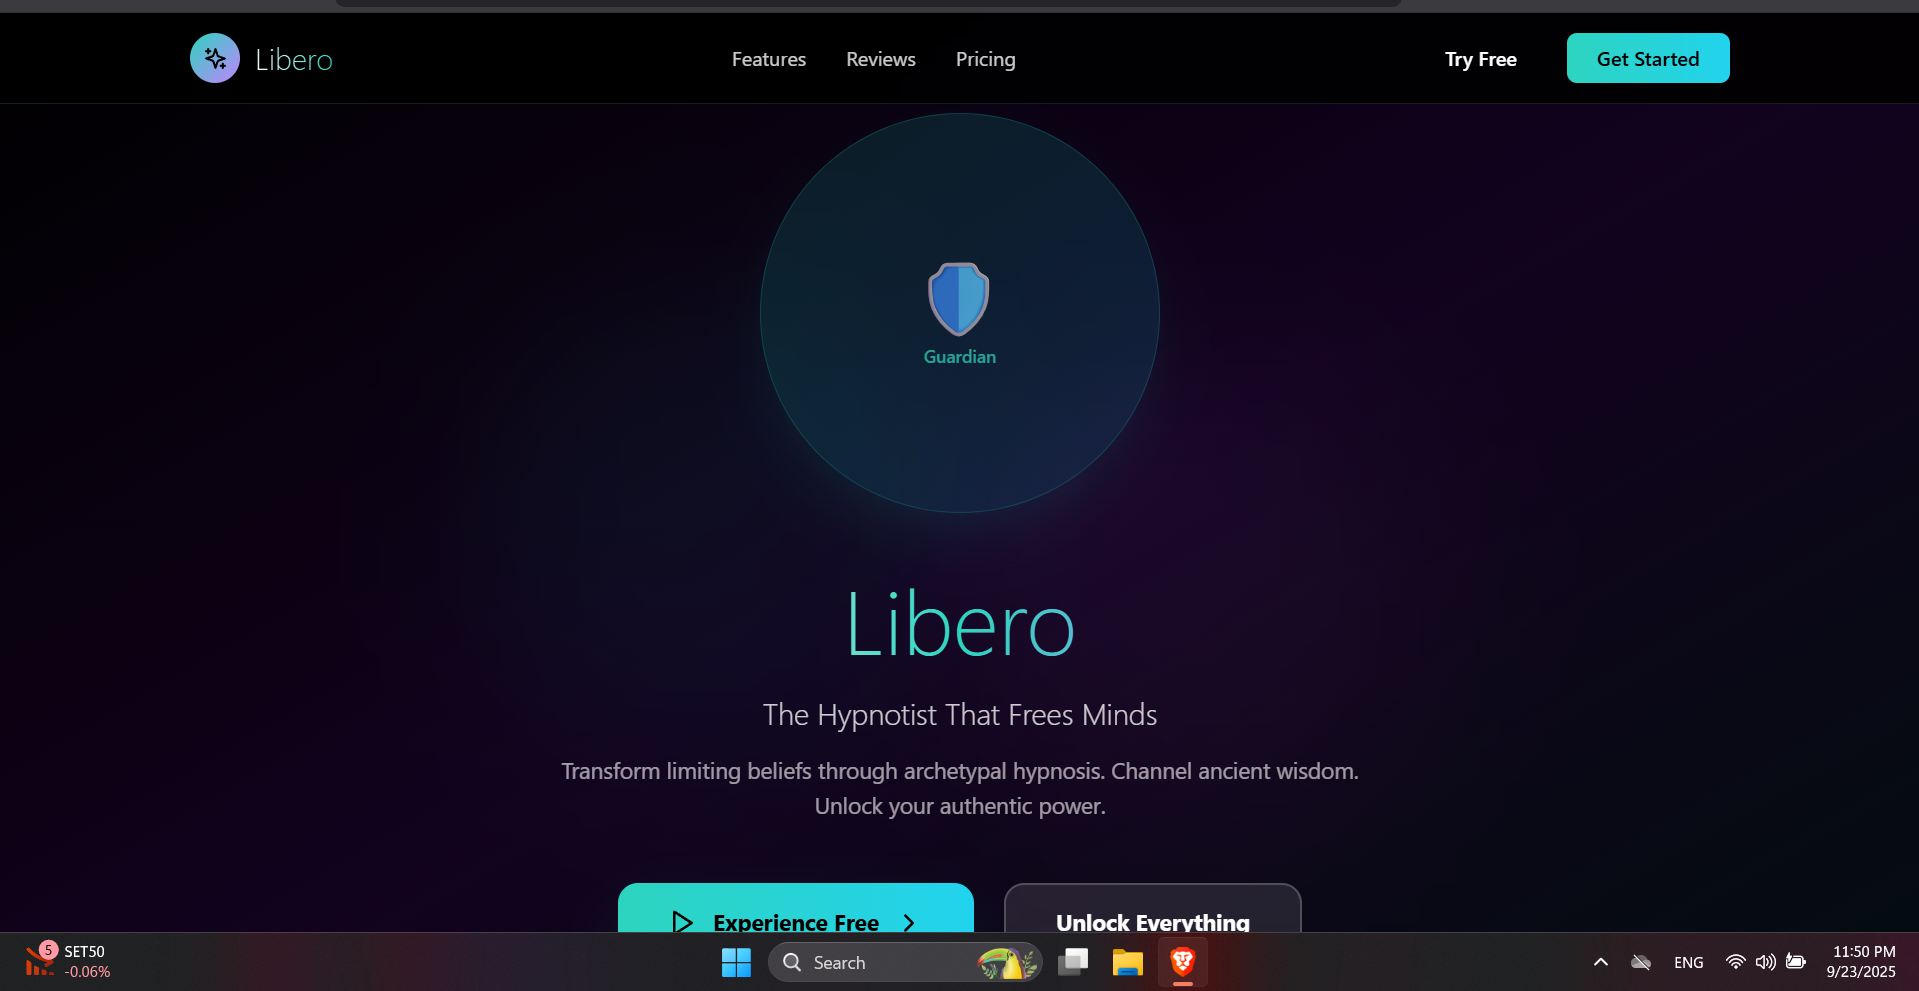 Libero
Features
Reviews
Pricing
Try Free
Get Started
Guardian
Libero
The Hypnotist That Frees Minds
Transform limiting beliefs through archetypal hypnosis. Channel ancient wisdom.
Unlock your authentic power.
Experience Free
Unlock Everything
5
SET50
-0.06%
Search
ENG
11:50 PM
9/23/2025